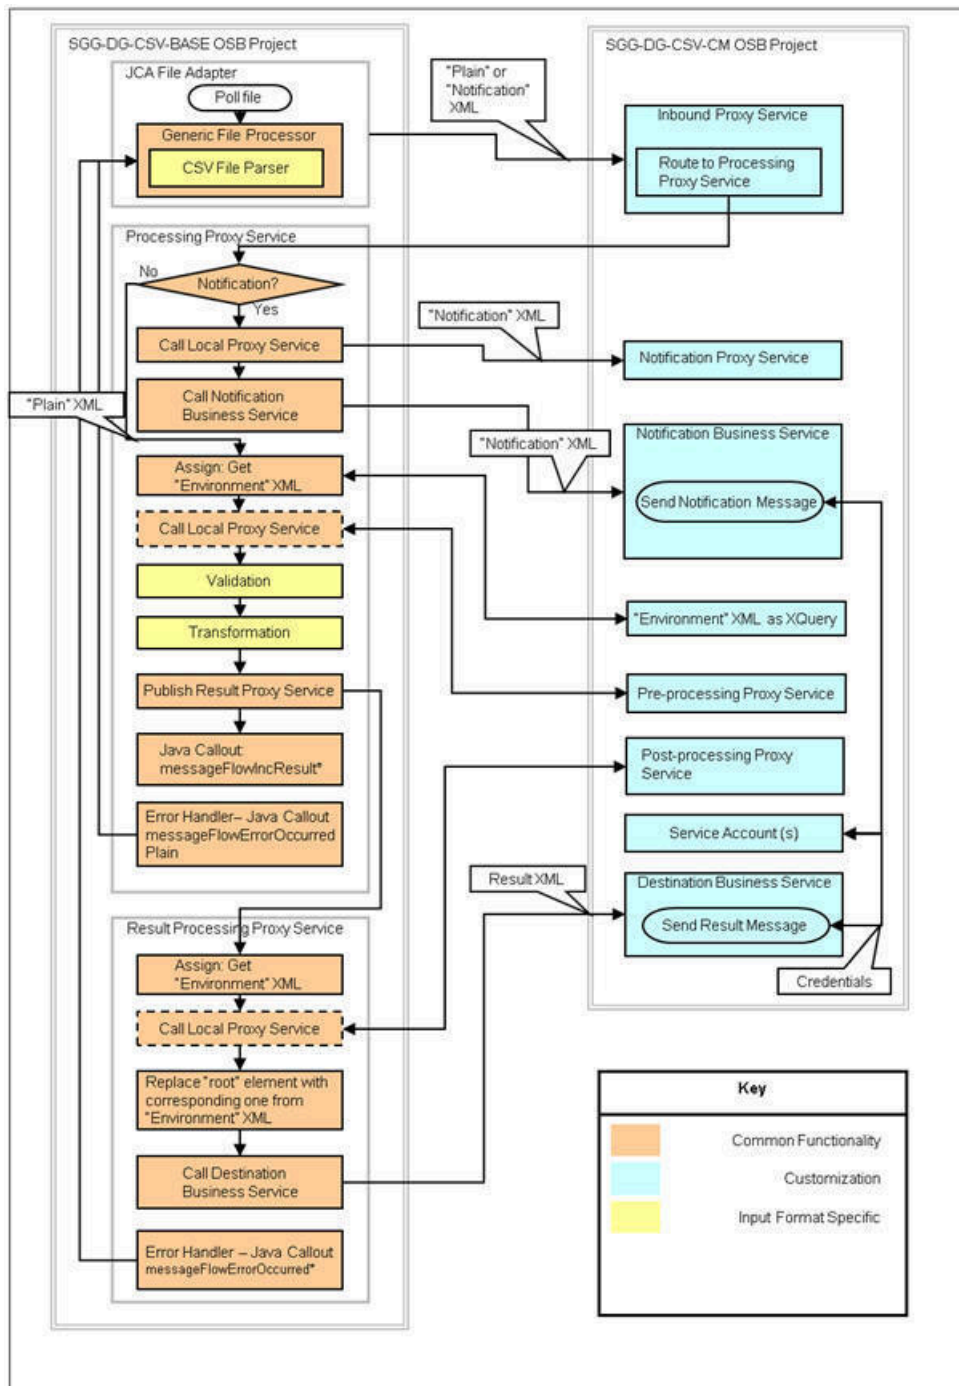 SGG-DG-CSV-BASE OSB Project
JCA File Adapter
Poll file
Generic File Processor
CSV File Parser
"Plain" or
"Notification"
XML
SGG-DG-CSV-CM OSB Project
Inbound Proxy Service
Route to Processing
Proxy Service
Processing Proxy Service
No
Notification?
Yes
"Notification" XML
Call Local Proxy Service
Notification Proxy Service
Call Notification
Business Service
"Plain" XML
"Notification" XML
Notification Business Service
Send Notification Message
Assign: Get
"Environment" XML
Call Local Proxy Service
Validation
Transformation
"Environment" XML as XQuery
Publish Result Proxy Service
Pre-processing Proxy Service
Java Callout:
messageFlowIncResult*
Post-processing Proxy
Service
Error Handler– Java Callout
messageFlowErrorOccurred
Plain
Service Account (s)
Result XML
Destination Business Service
Send Result Message
Credentials
Result Processing Proxy Service
Assign: Get
"Environment" XML
Call Local Proxy Service
Replace "root" element with
corresponding one from
"Environment" XML
Call Destination
Business Service
Error Handler – Java Callout
messageFlowErrorOccurred*
Key
Common Functionality
Customization
Input Format Specific